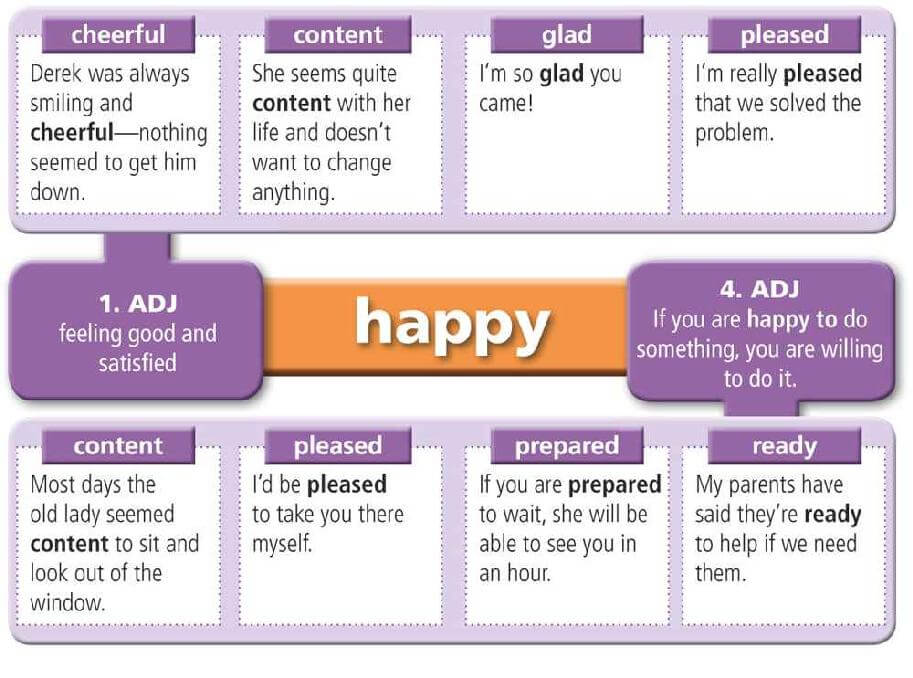 cheerful
Derek was always
smiling and
cheerful—nothing
seemed to get him
down.
content
She seems quite
content with her
life and doesn't
want to change
anything.
glad
I'm so glad you
came!
pleased
I'm really pleased
that we solved the
problem.
1. ADJ
feeling good and
satisfied
happy
4. ADJ
If you are happy to do
something, you are willing
to do it.
content
Most days the
old lady seemed
content to sit and
look out of the
window.
pleased
I'd be pleased
to take you there
myself.
prepared
If you are prepared
to wait, she will be
able to see you in
an hour.
ready
My parents have
said they're ready
to help if we need
them.